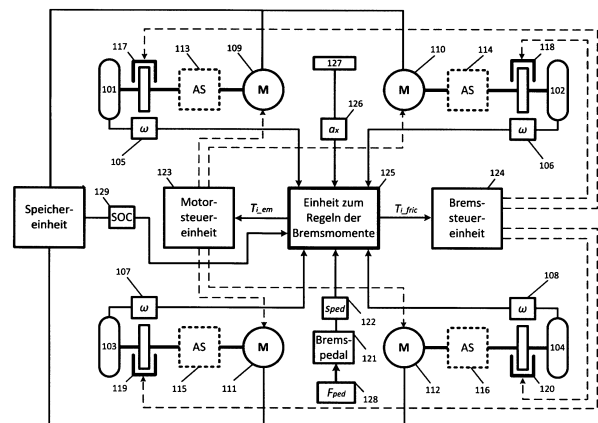 117
113
109
110
114
118
127
101
AS
M
M
AS
102
126
ω
ax
ω
105
123
125
124
106
129
Speicher-
einheit
SOC
Motor-
steuer-
einheit
Ti_em
Einheit zum
Regeln der
Bremsmomente
Ti_fric
Brems-
steuer-
einheit
107
108
ω
Sped
ω
122
103
AS
M
Brems-
pedal
121
M
AS
104
119
115
111
Fped
128
112
116
120